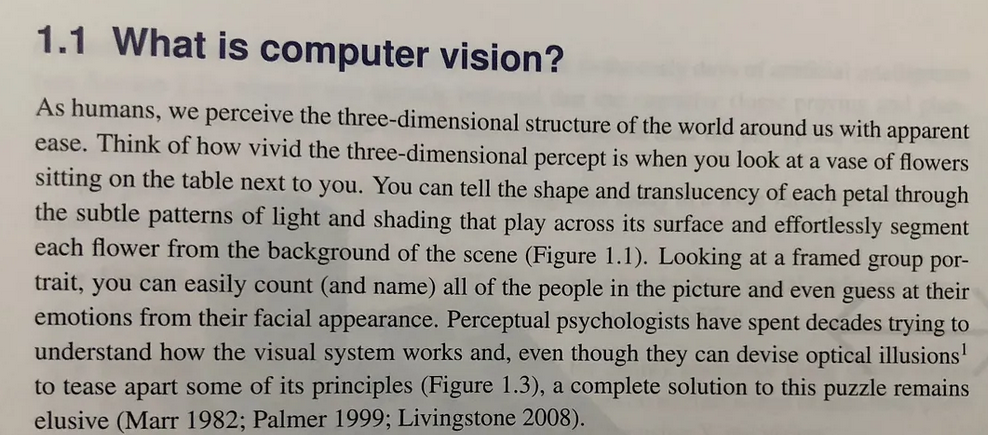 1.1 What is computer vision?
As humans, we perceive the three-dimensional structure of the world around us with apparent
ease. Think of how vivid the three-dimensional percept is when you look at a vase of flowers
sitting on the table next to you. You can tell the shape and translucency of each petal through
the subtle patterns of light and shading that play across its surface and effortlessly segment
each flower from the background of the scene (Figure 1.1). Looking at a framed group por-
trait, you can easily count (and name) all of the people in the picture and even guess at their
emotions from their facial appearance. Perceptual psychologists have spent decades trying to
understand how the visual system works and, even though they can devise optical illusions¹
to tease apart some of its principles (Figure 1.3), a complete solution to this puzzle remains
elusive (Marr 1982; Palmer 1999; Livingstone 2008).